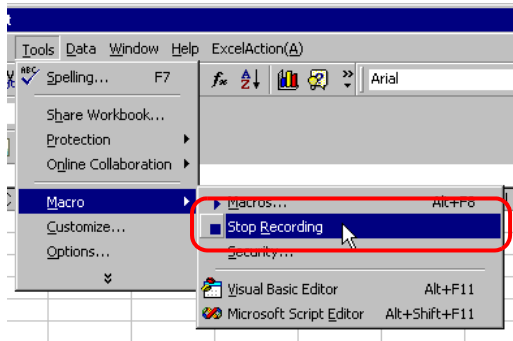 Tools Data Window Help ExcelAction(A)
ABC Spelling... F7
Arial
Share Workbook...
Protection
Online Collaboration
Macro
Macros... Alt+F8
Customize...
Stop Recording
Options...
Security...
Visual Basic Editor Alt+F11
Microsoft Script Editor Alt+Shift+F11